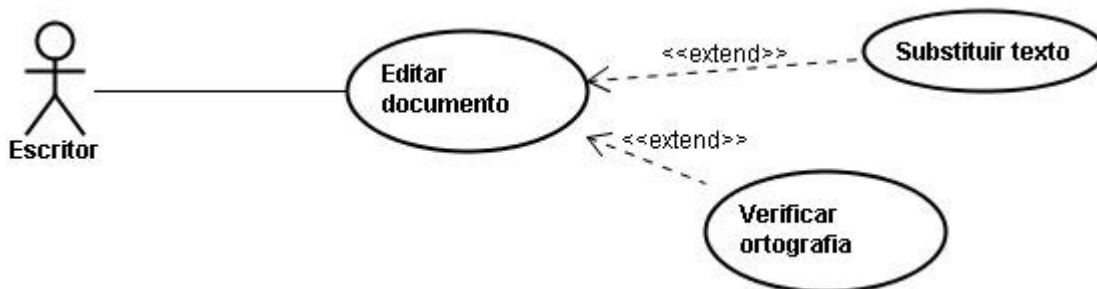 <<extend>>
Substituir texto
Editar
documento
Escritor
<<extend>>
Verificar
ortografia